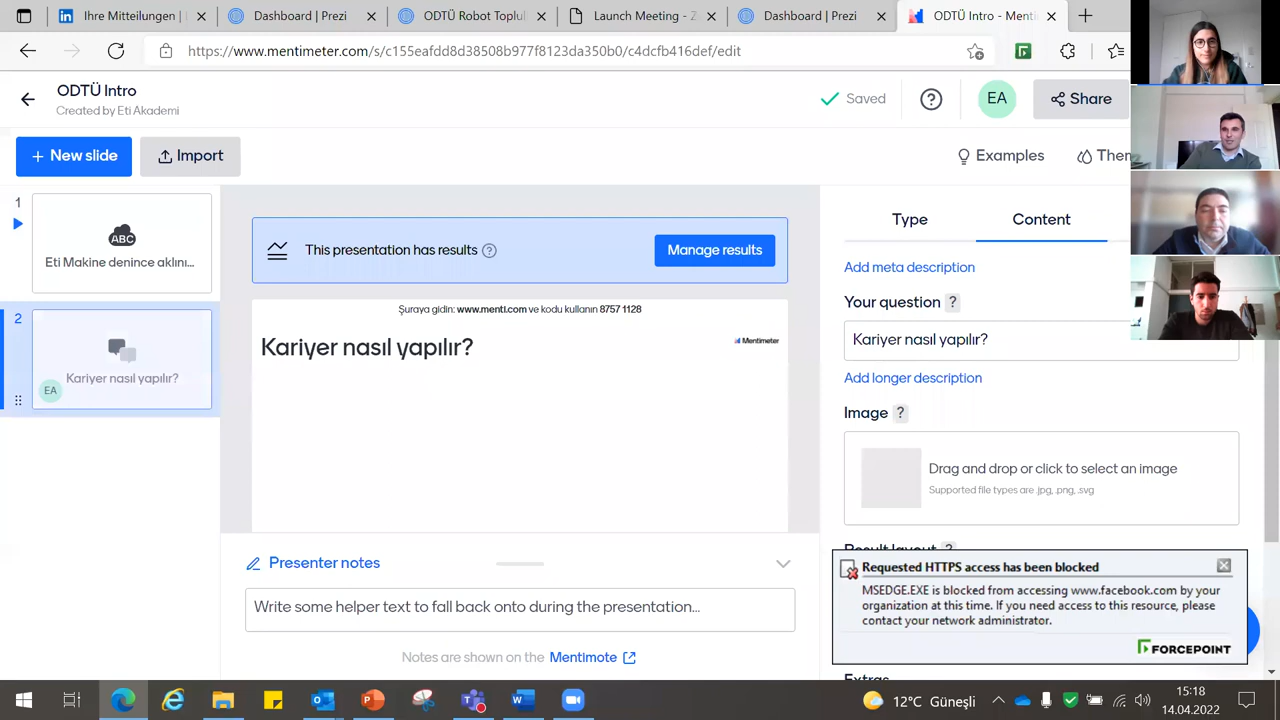 İlk Mitteilungen |
Dashboard | Prezi
ODTÜ Robot Toplul
Launch Meeting - Z
Dashboard | Prezi
ODTÜ Intro - Menti
https://www.mentimeter.com/s/c155eafdd8d38508b977f8123da350b0/c4dcfb416def/edit
ODTÜ Intro
Created by Eti Akademi
Saved
EA
Share
+ New slide
Import
Examples
Them
1
ABC
Eti Makine denince aklını...
2
Kariyer nasıl yapılır?
EA
This presentation has results ?
Manage results
Şuraya gidin: www.menti.com ve kodu kullanın 8757 1128
Kariyer nasıl yapılır?
Mentimeter
Presenter notes
Write some helper text to fall back onto during the presentation...
Notes are shown on the Mentimote
Type
Content
Add meta description
Your question ?
Kariyer nasıl yapılır?
Add longer description
Image ?
Drag and drop or click to select an image
Supported file types are .jpg, .png, .svg
Result layout ?
Requested HTTPS access has been blocked
MSEDGE.EXE is blocked from accessing www.facebook.com by your
organization at this time. If you need access to this resource, please
contact your network administrator.
FORCEPOINT
Extras
12°C Güneşli
15:18
14.04.2022